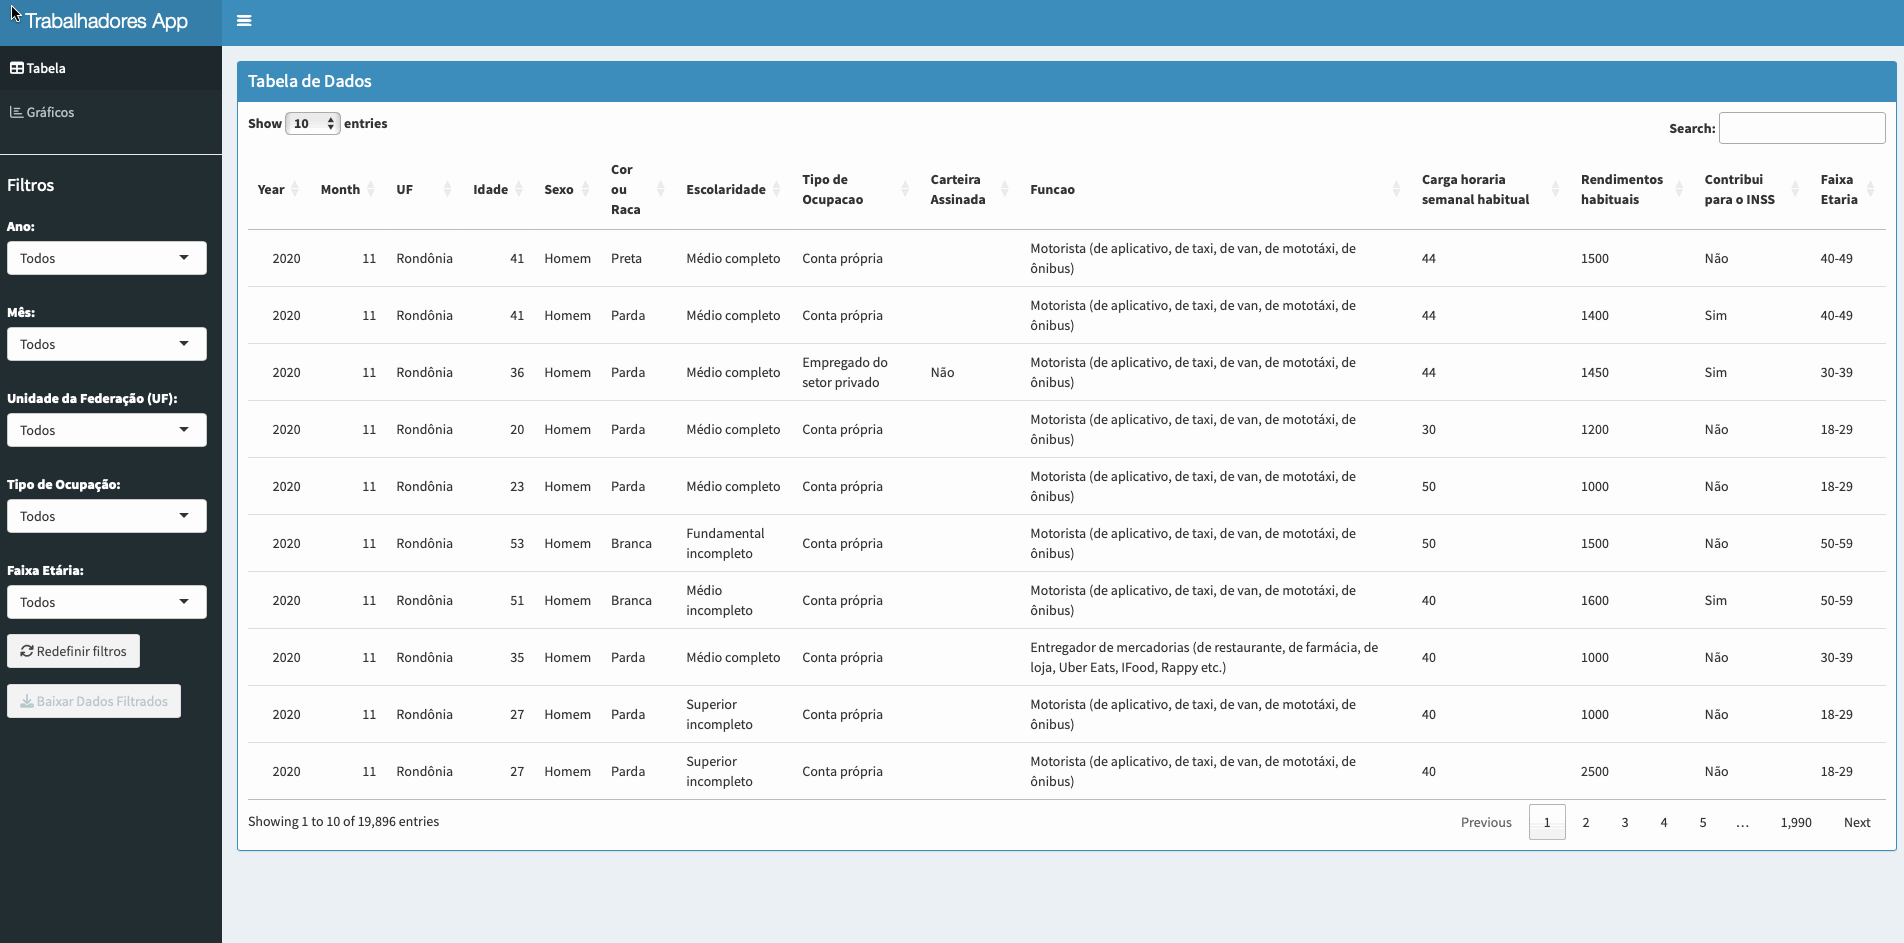 Trabalhadores App
Tabela
Gráficos
Filtros
Ano:
Todos
Mês:
Todos
Unidade da Federação (UF):
Todos
Tipo de Ocupação:
Todos
Faixa Etária:
Todos
Redefinir filtros
Baixar Dados Filtrados
Tabela de Dados
Show 10 entries
Search:
Year Month UF Idade Sexo Cor ou Raca Escolaridade Tipo de Ocupacao Carteira Assinada Funcao Carga horaria semanal habitual Rendimentos habituais Contribui para o INSS Faixa Etaria
2020 11 Rondônia 41 Homem Preta Médio completo Conta própria Motorista (de aplicativo, de taxi, de van, de mototáxi, de ônibus) 44 1500 Não 40-49
2020 11 Rondônia 41 Homem Parda Médio completo Conta própria Motorista (de aplicativo, de taxi, de van, de mototáxi, de ônibus) 44 1400 Sim 40-49
2020 11 Rondônia 36 Homem Parda Médio completo Empregado do setor privado Não Motorista (de aplicativo, de taxi, de van, de mototáxi, de ônibus) 44 1450 Sim 30-39
2020 11 Rondônia 20 Homem Parda Médio completo Conta própria Motorista (de aplicativo, de taxi, de van, de mototáxi, de ônibus) 30 1200 Não 18-29
2020 11 Rondônia 23 Homem Parda Médio completo Conta própria Motorista (de aplicativo, de taxi, de van, de mototáxi, de ônibus) 50 1000 Não 18-29
2020 11 Rondônia 53 Homem Branca Fundamental incompleto Conta própria Motorista (de aplicativo, de taxi, de van, de mototáxi, de ônibus) 50 1500 Não 50-59
2020 11 Rondônia 51 Homem Branca Médio incompleto Conta própria Motorista (de aplicativo, de taxi, de van, de mototáxi, de ônibus) 40 1600 Sim 50-59
2020 11 Rondônia 35 Homem Parda Médio completo Conta própria Entregador de mercadorias (de restaurante, de farmácia, de loja, Uber Eats, IFood, Rappy etc.) 40 1000 Não 30-39
2020 11 Rondônia 27 Homem Parda Superior incompleto Conta própria Motorista (de aplicativo, de taxi, de van, de mototáxi, de ônibus) 40 1000 Não 18-29
2020 11 Rondônia 27 Homem Parda Superior incompleto Conta própria Motorista (de aplicativo, de taxi, de van, de mototáxi, de ônibus) 40 2500 Não 18-29
Showing 1 to 10 of 19,896 entries
Previous 1 2 3 4 5 … 1,990 Next